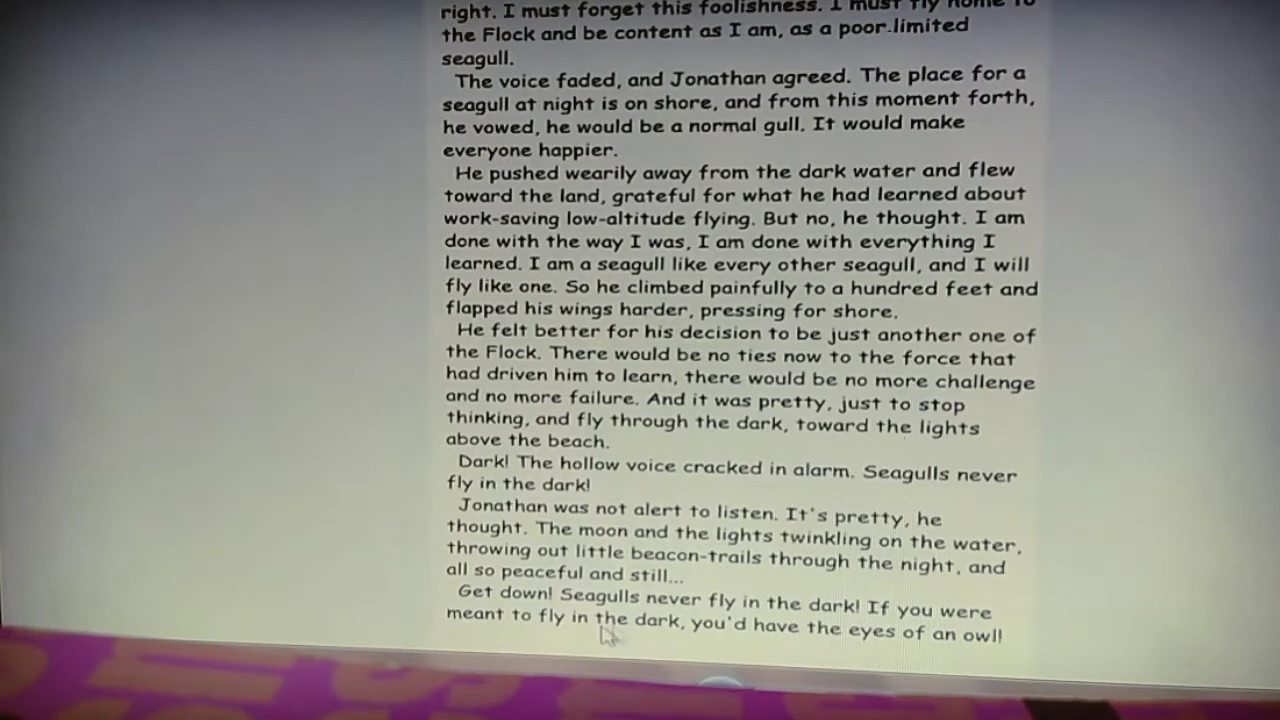 right. I must forget this foolishness. I must fly home to
the Flock and be content as I am, as a poor limited
seagull.
The voice faded, and Jonathan agreed. The place for a
seagull at night is on shore, and from this moment forth,
he vowed, he would be a normal gull. It would make
everyone happier.
He pushed wearily away from the dark water and flew
toward the land, grateful for what he had learned about
work-saving low-altitude flying. But no, he thought. I am
done with the way I was, I am done with everything I
learned. I am a seagull like every other seagull, and I will
fly like one. So he climbed painfully to a hundred feet and
flapped his wings harder, pressing for shore.
He felt better for his decision to be just another one of
the Flock. There would be no ties now to the force that
had driven him to learn, there would be no more challenge
and no more failure. And it was pretty, just to stop
thinking, and fly through the dark, toward the lights
above the beach.
Dark! The hollow voice cracked in alarm. Seagulls never
fly in the dark!
Jonathan was not alert to listen. It's pretty, he
thought. The moon and the lights twinkling on the water,
throwing out little beacon-trails through the night, and
all so peaceful and still...
Get down! Seagulls never fly in the dark! If you were
meant to fly in the dark, you'd have the eyes of an owl!